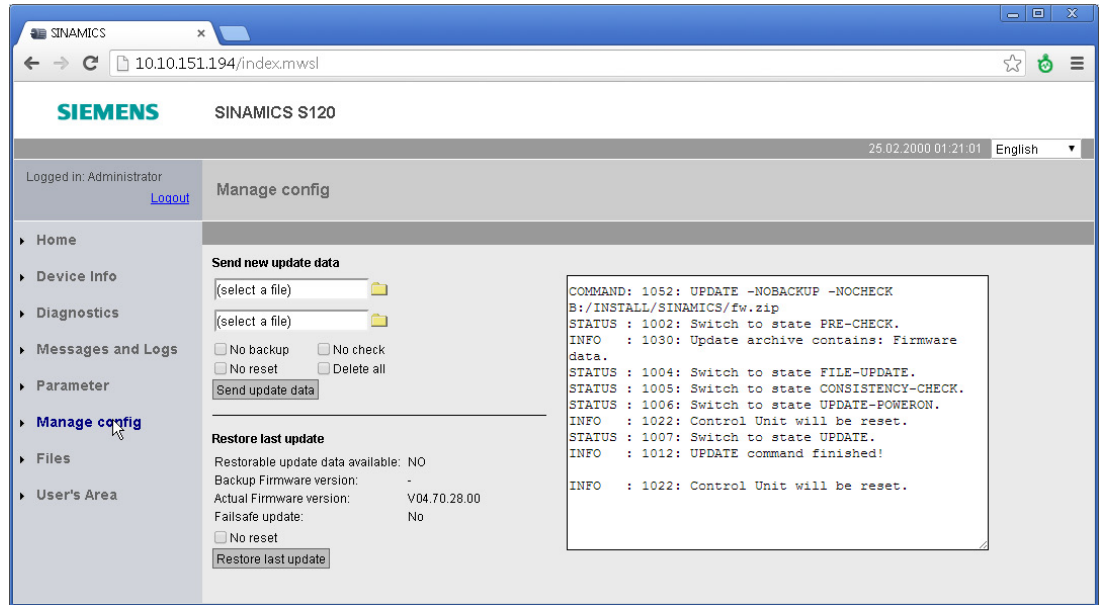 SINAMICS
10.10.151.194/index.mwsl
SIEMENS
SINAMICS S120
25.02.2000 01:21:01 English
Logged in: Administrator
Logout
Manage config
Home
Device Info
Diagnostics
Messages and Logs
Parameter
Manage config
Files
User's Area
Send new update data
(select a file)
(select a file)
No backup No check
No reset Delete all
Send update data
Restore last update
Restorable update data available: NO
Backup Firmware version: -
Actual Firmware version: V04.70.28.00
Failsafe update: No
No reset
Restore last update
COMMAND: 1052: UPDATE -NOBACKUP -NOCHECK
B:/INSTALL/SINAMICS/fw.zip
STATUS : 1002: Switch to state PRE-CHECK.
INFO : 1030: Update archive contains: Firmware
data.
STATUS : 1004: Switch to state FILE-UPDATE.
STATUS : 1005: Switch to state CONSISTENCY-CHECK.
STATUS : 1006: Switch to state UPDATE-POWERON.
INFO : 1022: Control Unit will be reset.
STATUS : 1007: Switch to state UPDATE.
INFO : 1012: UPDATE command finished!
INFO : 1022: Control Unit will be reset.